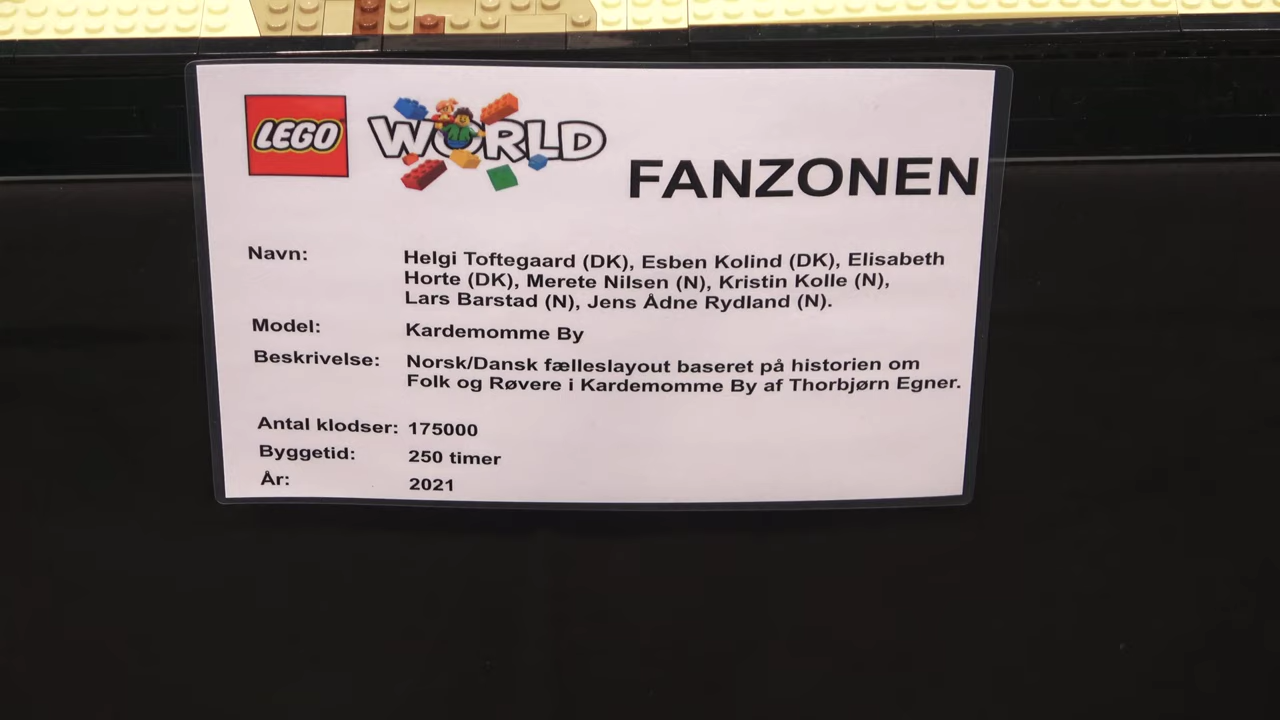 LEGO WORLD
FANZONEN
Navn: Helgi Toftegaard (DK), Esben Kolind (DK), Elisabeth
Horte (DK), Merete Nilsen (N), Kristin Kolle (N),
Lars Barstad (N), Jens Ådne Rydland (N).
Model: Kardemomme By
Beskrivelse: Norsk/Dansk fælleslayout baseret på historien om
Folk og Røvere i Kardemomme By af Thorbjørn Egner.
Antal klodser: 175000
Byggetid: 250 timer
År: 2021